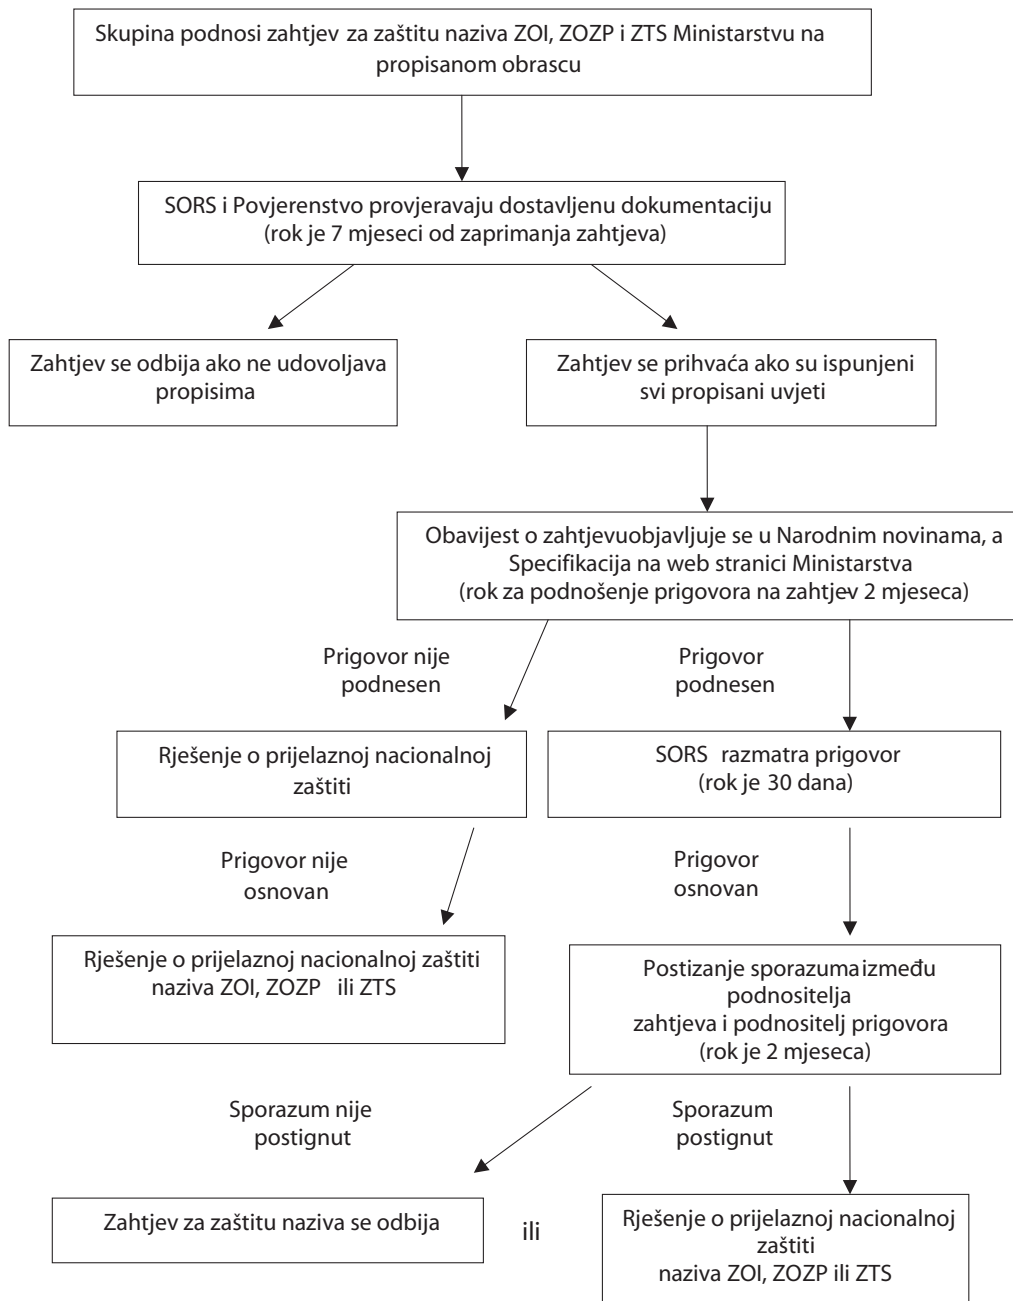 Skupina podnosi zahtjev za zaštitu naziva ZOI, ZOZP i ZTS Ministarstvu na
propisanom obrascu
SORS i Povjerenstvo provjeravaju dostavljenu dokumentaciju
(rok je 7 mjeseci od zaprimanja zahtjeva)
Zahtjev se odbija ako ne udovoljava
propisima
Zahtjev se prihvaća ako su ispunjeni
svi propisani uvjeti
Obavijest o zahtjevuobjavljuje se u Narodnim novinama, a
Specifikacija na web stranici Ministarstva
(rok za podnošenje prigovora na zahtjev 2 mjeseca)
Prigovor nije
podnesen
Prigovor
podnesen
Rješenje o prijelaznoj nacionalnoj
zaštiti
SORS razmatra prigovor
(rok je 30 dana)
Prigovor nije
osnovan
Prigovor
osnovan
Rješenje o prijelaznoj nacionalnoj zaštiti
naziva ZOI, ZOZP ili ZTS
Postizanje sporazumaizmeđu
podnositelja
zahtjeva i podnositelj prigovora
(rok je 2 mjeseca)
Sporazum nije
postignut
Sporazum
postignut
Zahtjev za zaštitu naziva se odbija
ili
Rješenje o prijelaznoj nacionalnoj
zaštiti
naziva ZOI, ZOZP ili ZTS